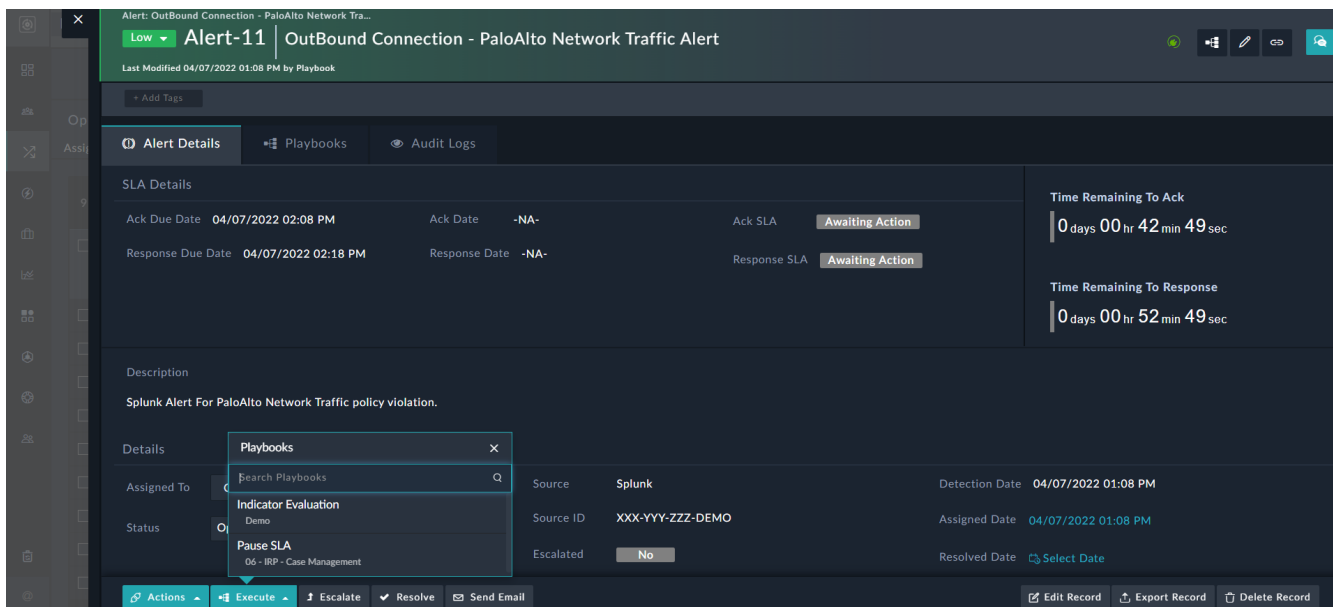 Alert: OutBound Connection - PaloAlto Network Tra...
Low Alert-11 OutBound Connection - PaloAlto Network Traffic Alert
Last Modified 04/07/2022 01:08 PM by Playbook
+ Add Tags
Op
Alert Details Playbooks Audit Logs
Assi
SLA Details
Ack Due Date 04/07/2022 02:08 PM Ack Date -NA- Ack SLA Awaiting Action
Response Due Date 04/07/2022 02:18 PM Response Date -NA- Response SLA Awaiting Action
Time Remaining To Ack
0 days 00 hr 42 min 49 sec
Time Remaining To Response
0 days 00 hr 52 min 49 sec
Description
Splunk Alert For PaloAlto Network Traffic policy violation.
Details
Playbooks
Search Playbooks
Indicator Evaluation
Demo
Pause SLA
06 - IRP - Case Management
Assigned To
Status Op
Source Splunk
Source ID XXX-YYY-ZZZ-DEMO
Escalated No
Detection Date 04/07/2022 01:08 PM
Assigned Date 04/07/2022 01:08 PM
Resolved Date Select Date
Actions Execute Escalate Resolve Send Email Edit Record Export Record Delete Record